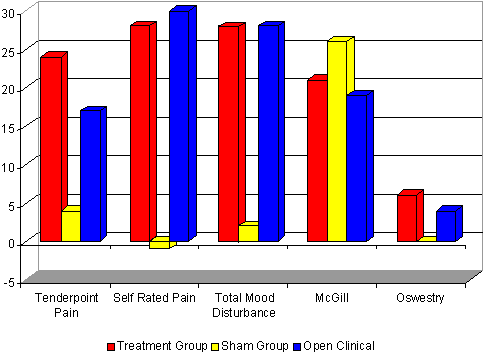 30
25
20
15
10
5
0
-5
Tenderpoint Pain
Self Rated Pain
Total Mood Disturbance
McGill
Oswestry
Treatment Group
Sham Group
Open Clinical